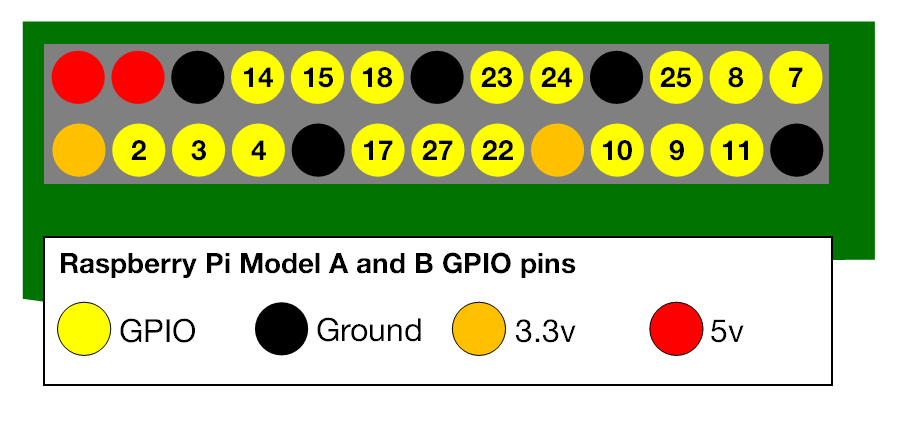 14 15 18 23 24 25 8 7
2 3 4 17 27 22 10 9 11
Raspberry Pi Model A and B GPIO pins
GPIO Ground 3.3v 5v